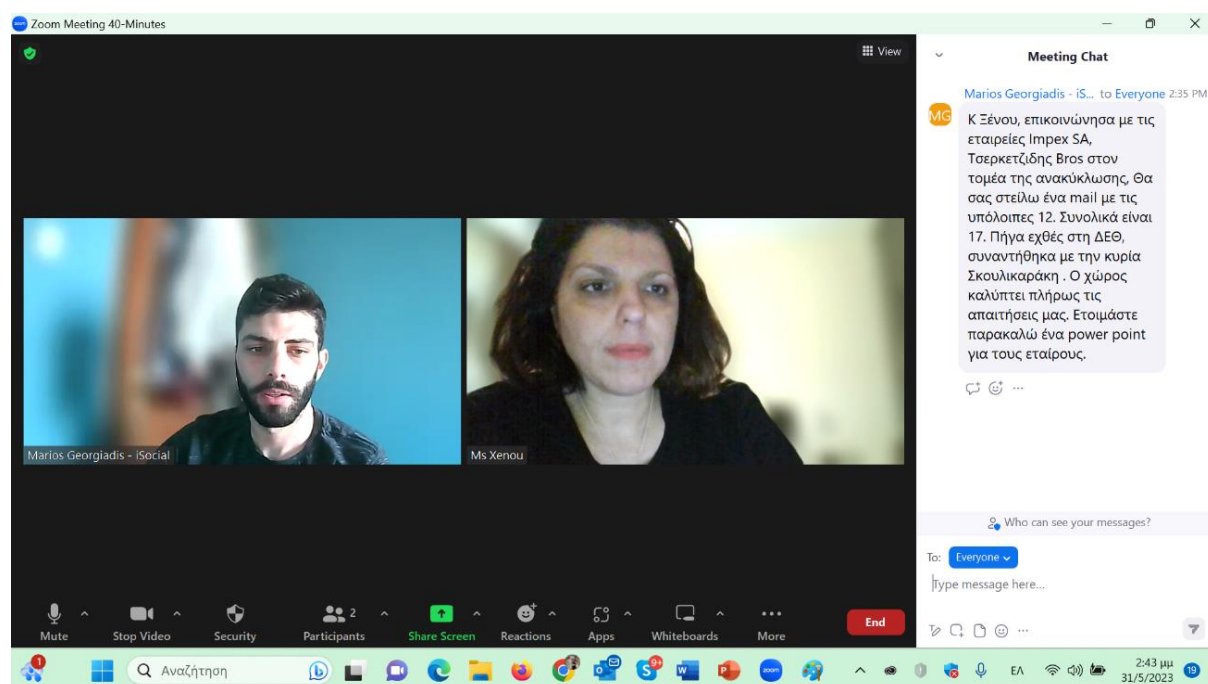 Zoom Meeting 40-Minutes
View
Meeting Chat
Marios Georgiadis - iS... to Everyone 2:35 PM
MG
Κ Ξένου, επικοινώνησα με τις
εταιρείες Impex SA,
Τσερκετζιδης Bros στον
τομέα της ανακύκλωσης, Θα
σας στείλω ένα mail με τις
υπόλοιπες 12. Συνολικά είναι
17. Πήγα εχθές στη ΔΕΘ,
συναντήθηκα με την κυρία
Σκουλικαράκη . Ο χώρος
καλύπτει πλήρως τις
απαιτήσεις μας. Ετοιμάστε
παρακαλώ ένα power point
για τους εταίρους.
Marios Georgiadis - iSocial
Ms Xenou
Who can see your messages?
To: Everyone
Type message here...
Mute
Stop Video
Security
2
Participants
Share Screen
Reactions
Apps
Whiteboards
More
End
1
Αναζήτηση
zoom
ΕΛ
2:43 μμ
31/5/2023
19